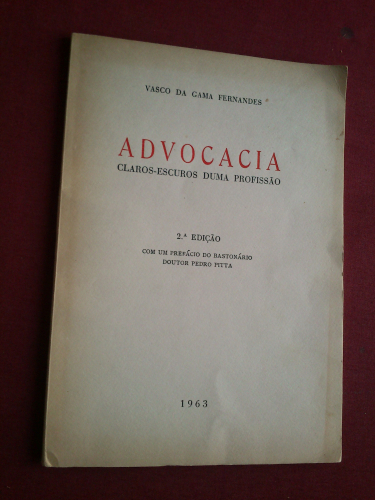 VASCO DA GAMA FERNANDES
ADVOCACIA
CLAROS-ESCUROS DUMA PROFISSÃO
2.ª EDIÇÃO
COM UM PREFÁCIO DO BASTONÁRIO
DOUTOR PEDRO PITTA
1963